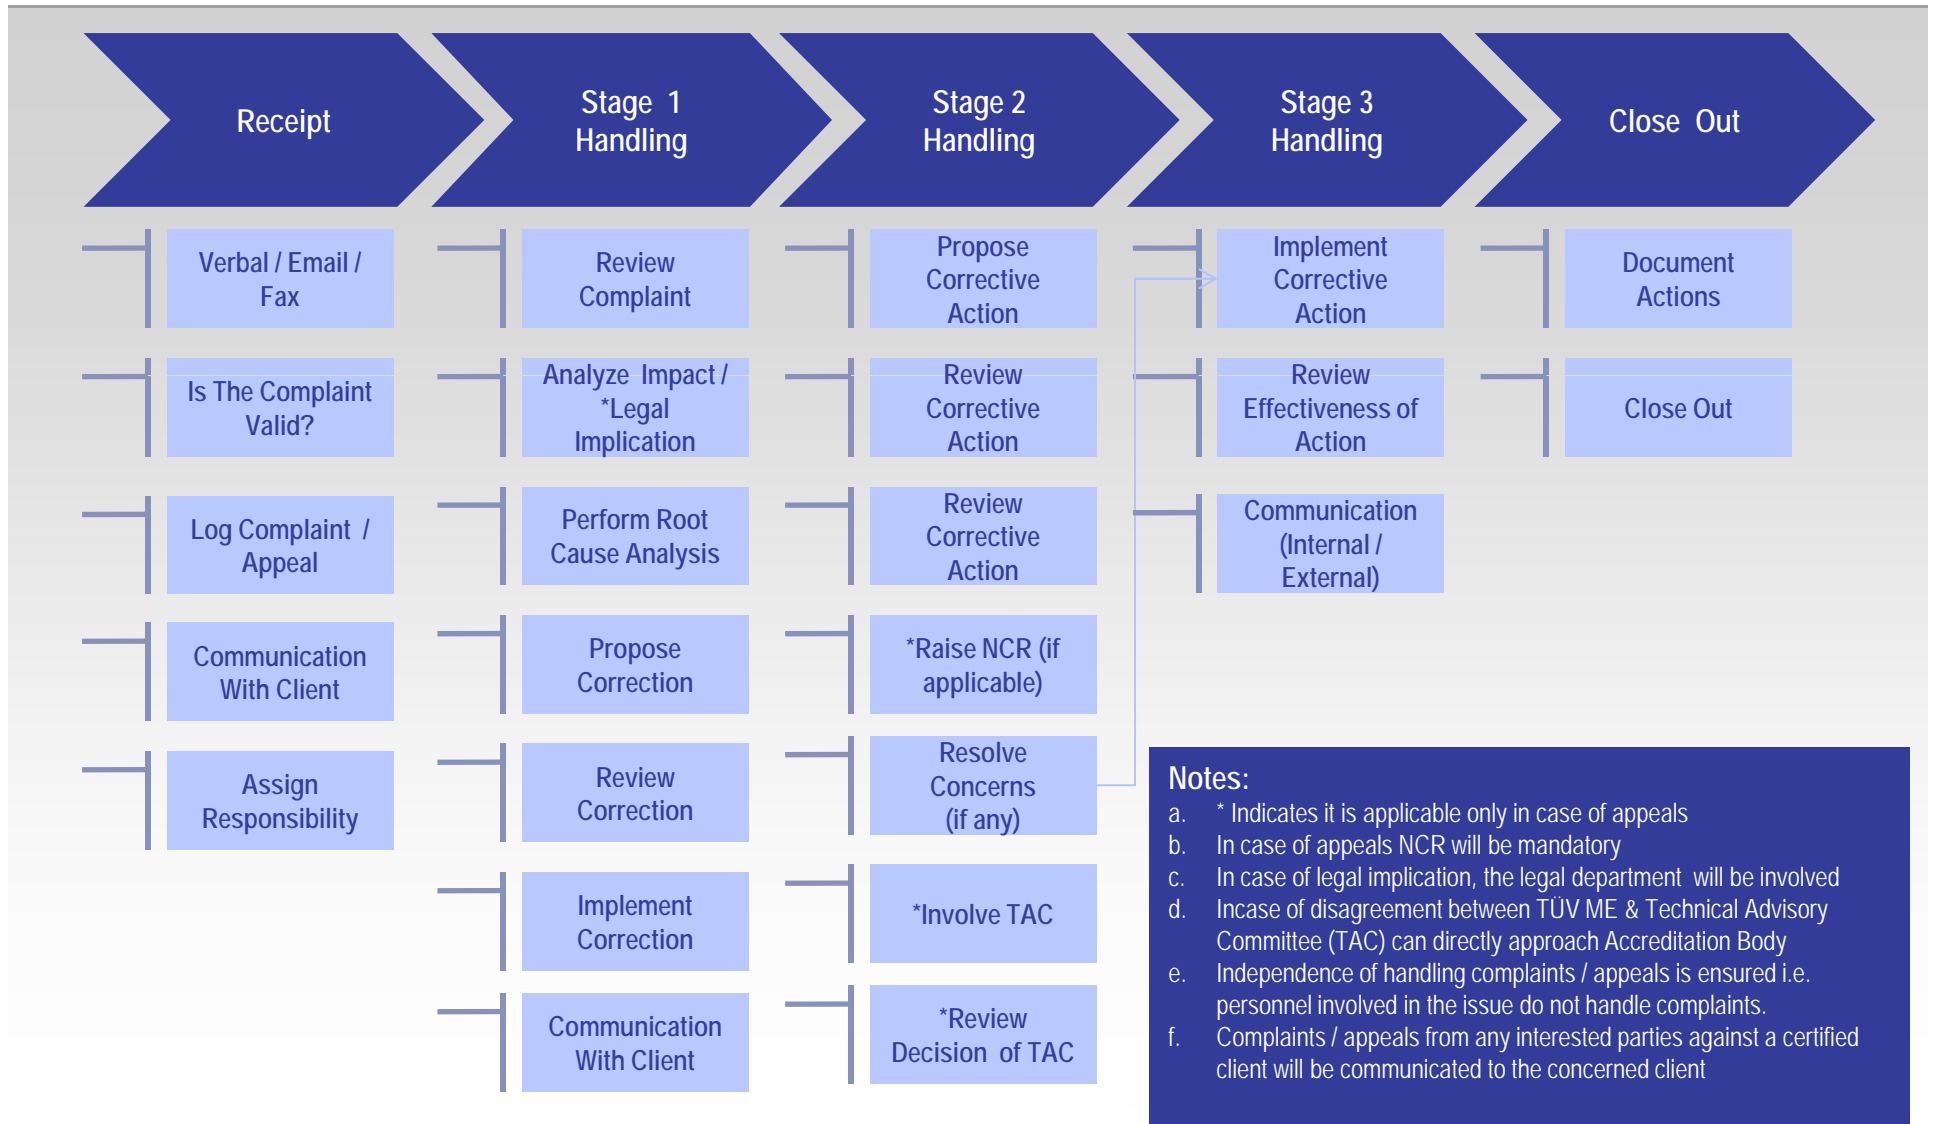 Receipt
Stage 1
Handling
Stage 2
Handling
Stage 3
Handling
Close Out
Verbal / Email /
Fax
Is The Complaint
Valid?
Log Complaint /
Appeal
Communication
With Client
Assign
Responsibility
Review
Complaint
Analyze Impact /
*Legal
Implication
Perform Root
Cause Analysis
Propose
Correction
Review
Correction
Implement
Correction
Communication
With Client
Propose
Corrective
Action
Review
Corrective
Action
Review
Corrective
Action
*Raise NCR (if
applicable)
Resolve
Concerns
(if any)
*Involve TAC
*Review
Decision of TAC
Implement
Corrective
Action
Review
Effectiveness of
Action
Communication
(Internal /
External)
Document
Actions
Close Out
Notes:
a. * Indicates it is applicable only in case of appeals
b. In case of appeals NCR will be mandatory
c. In case of legal implication, the legal department will be involved
d. Incase of disagreement between TÜV ME & Technical Advisory
Committee (TAC) can directly approach Accreditation Body
e. Independence of handling complaints / appeals is ensured i.e.
personnel involved in the issue do not handle complaints.
f. Complaints / appeals from any interested parties against a certified
client will be communicated to the concerned client